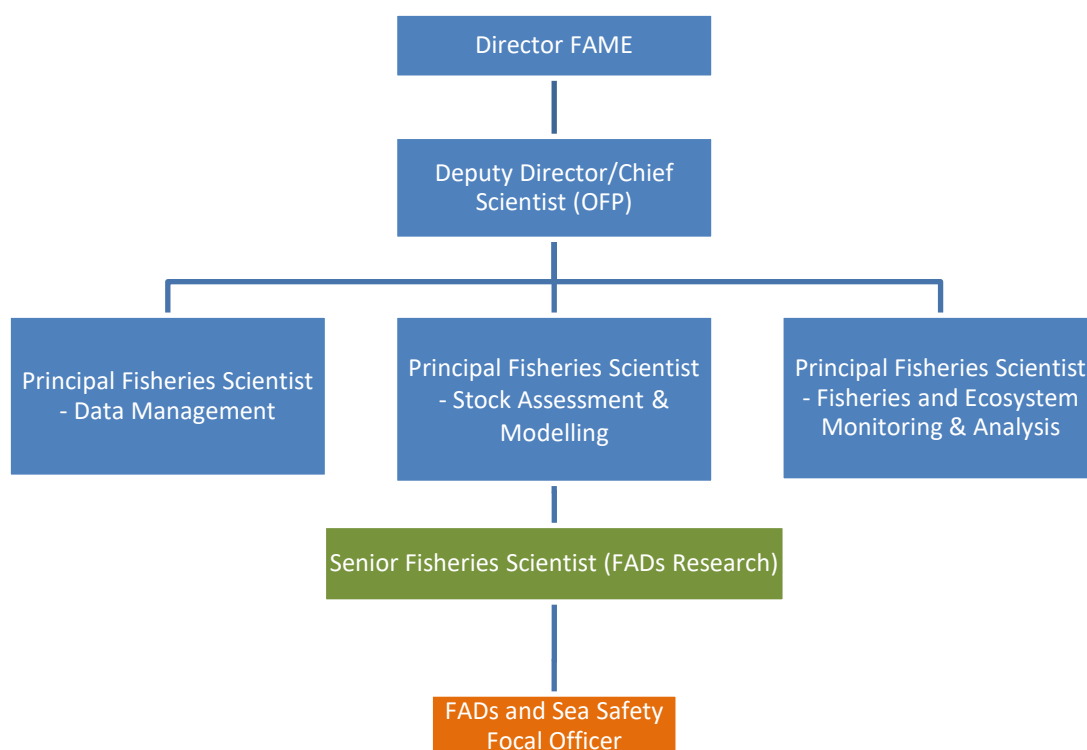 Director FAME
Deputy Director/Chief
Scientist (OFP)
Principal Fisheries Scientist
- Data Management
Principal Fisheries Scientist
- Stock Assessment &
Modelling
Principal Fisheries Scientist
- Fisheries and Ecosystem
Monitoring & Analysis
Senior Fisheries Scientist (FADs Research)
FADs and Sea Safety
Focal Officer